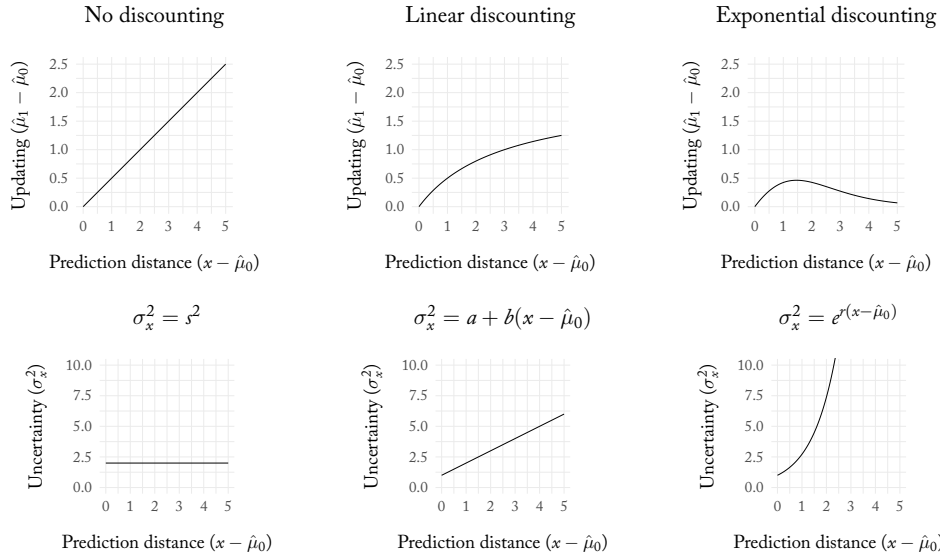 No discounting
Linear discounting
Exponential discounting
Updating (μ̂₁ − μ̂₀)
2.5
2.0
1.5
1.0
0.5
0.0
0 1 2 3 4 5
Prediction distance (x − μ̂₀)
Updating (μ̂₁ − μ̂₀)
2.5
2.0
1.5
1.0
0.5
0.0
0 1 2 3 4 5
Prediction distance (x − μ̂₀)
Updating (μ̂₁ − μ̂₀)
2.5
2.0
1.5
1.0
0.5
0.0
0 1 2 3 4 5
Prediction distance (x − μ̂₀)
σ²ₓ = s²
σ²ₓ = a + b(x − μ̂₀)
σ²ₓ = e^{r(x−μ̂₀)}
Uncertainty (σ²ₓ)
10.0
7.5
5.0
2.5
0.0
0 1 2 3 4 5
Prediction distance (x − μ̂₀)
Uncertainty (σ²ₓ)
10.0
7.5
5.0
2.5
0.0
0 1 2 3 4 5
Prediction distance (x − μ̂₀)
Uncertainty (σ²ₓ)
10.0
7.5
5.0
2.5
0.0
0 1 2 3 4 5
Prediction distance (x − μ̂₀)